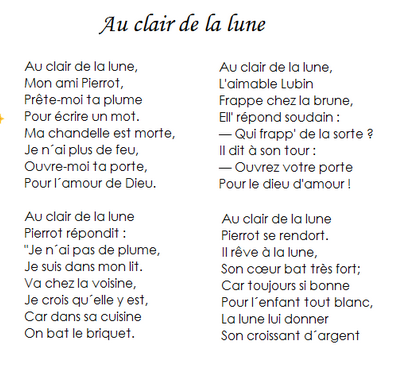 Au clair de la lune
Au clair de la lune,
Mon ami Pierrot,
Prête-moi ta plume
Pour écrire un mot.
Ma chandelle est morte,
Je n´ai plus de feu,
Ouvre-moi ta porte,
Pour l´amour de Dieu.
Au clair de la lune
Pierrot répondit :
"Je n´ai pas de plume,
Je suis dans mon lit.
Va chez la voisine,
Je crois qu´elle y est,
Car dans sa cuisine
On bat le briquet.
Au clair de la lune,
L'aimable Lubin
Frappe chez la brune,
Ell' répond soudain :
— Qui frapp' de la sorte ?
Il dit à son tour :
— Ouvrez votre porte
Pour le dieu d'amour !
Au clair de la lune
Pierrot se rendort.
Il rêve à la lune,
Son cœur bat très fort;
Car toujours si bonne
Pour l´enfant tout blanc,
La lune lui donner
Son croissant d´argent